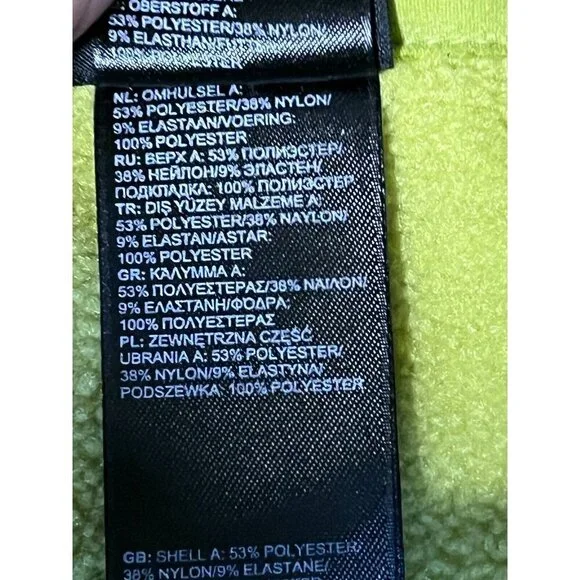 OBERSTOFF A:
53% POLYESTER/38% NYLON/
9% ELASTHAN/FUTTER:
100% POLYESTER
NL: OMHULSEL A:
53% POLYESTER/38% NYLON/
9% ELASTAAN/VOERING:
100% POLYESTER
RU: ВЕРХ A: 53% ПОЛИЭСТЕР/
38% НЕЙЛОН/9% ЭЛАСТЕН/
ПОДКЛАДКА: 100% ПОЛИЭСТЕР
TR: DIŞ YÜZEY MALZEME A:
53% POLYESTER/38% NAYLON/
9% ELASTAN/ASTAR:
100% POLYESTER
GR: ΚΑΛΥΜΜΑ A:
53% ΠΟΛΥΕΣΤΕΡΑΣ/38% ΝΑΪΛΟΝ/
9% ΕΛΑΣΤΑΝΗ/ΦΟΔΡΑ:
100% ΠΟΛΥΕΣΤΕΡΑΣ
PL: ZEWNĘTRZNA CZĘŚĆ
UBRANIA A: 53% POLYESTER/
38% NYLON/9% ELASTYNA/
PODSZEWKA: 100% POLYESTER
GB: SHELL A: 53% POLYESTER/
38% NYLON/9% ELASTANE/